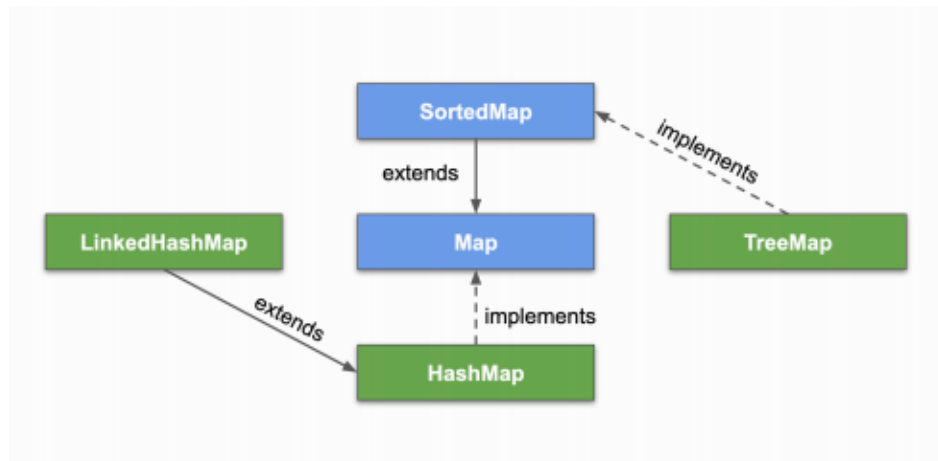 SortedMap
implements
extends
LinkedHashMap
Map
TreeMap
extends
implements
HashMap